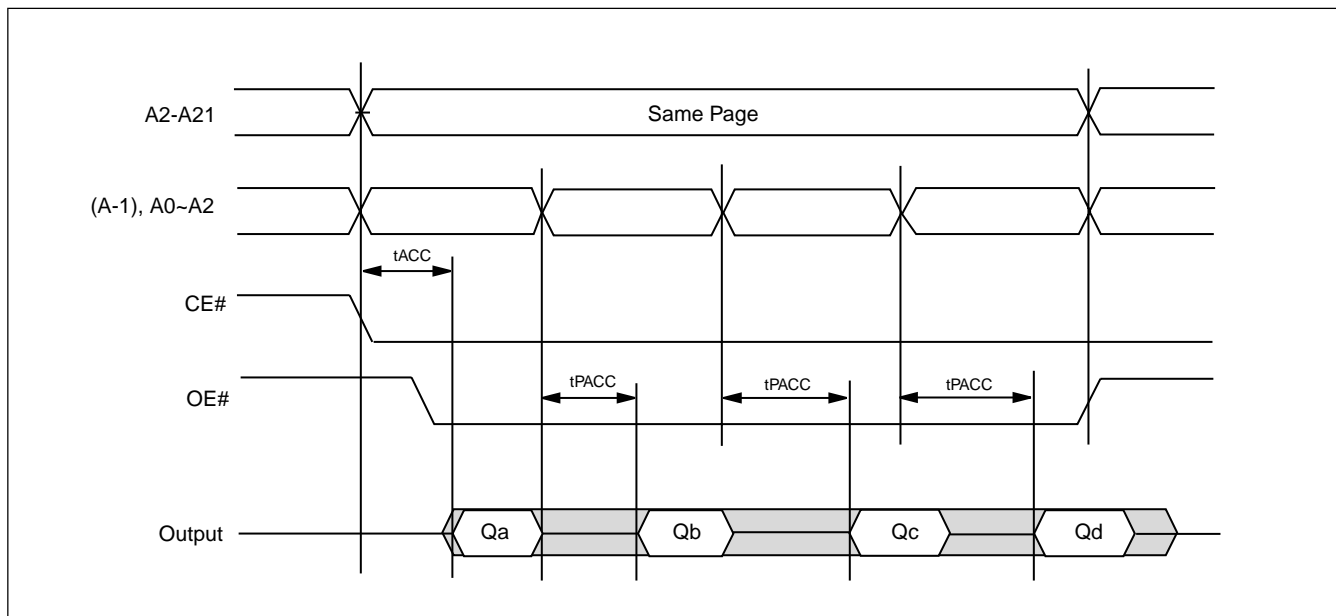 A2-A21
Same Page
(A-1), A0~A2
tACC
CE#
OE#
tPACC
tPACC
tPACC
Output
Qa
Qb
Qc
Qd